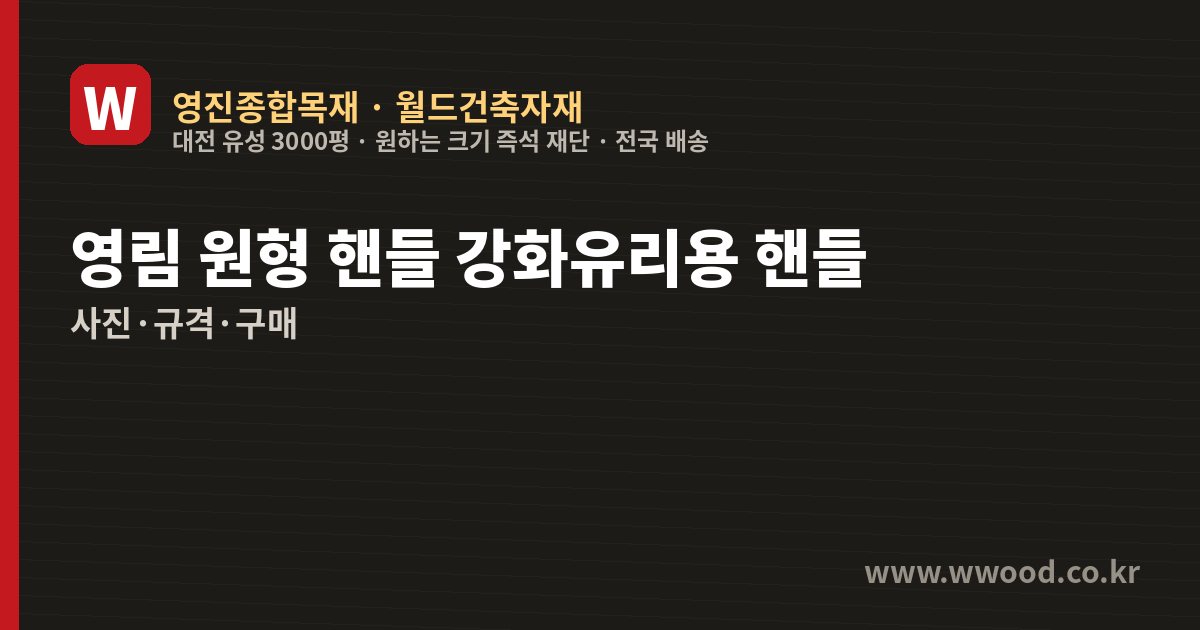 W
영진종합목재 · 월드건축자재
대전 유성 3000평 · 원하는 크기 즉석 재단 · 전국 배송
영림 원형 핸들 강화유리용 핸들
사진·규격·구매
www.wwood.co.kr